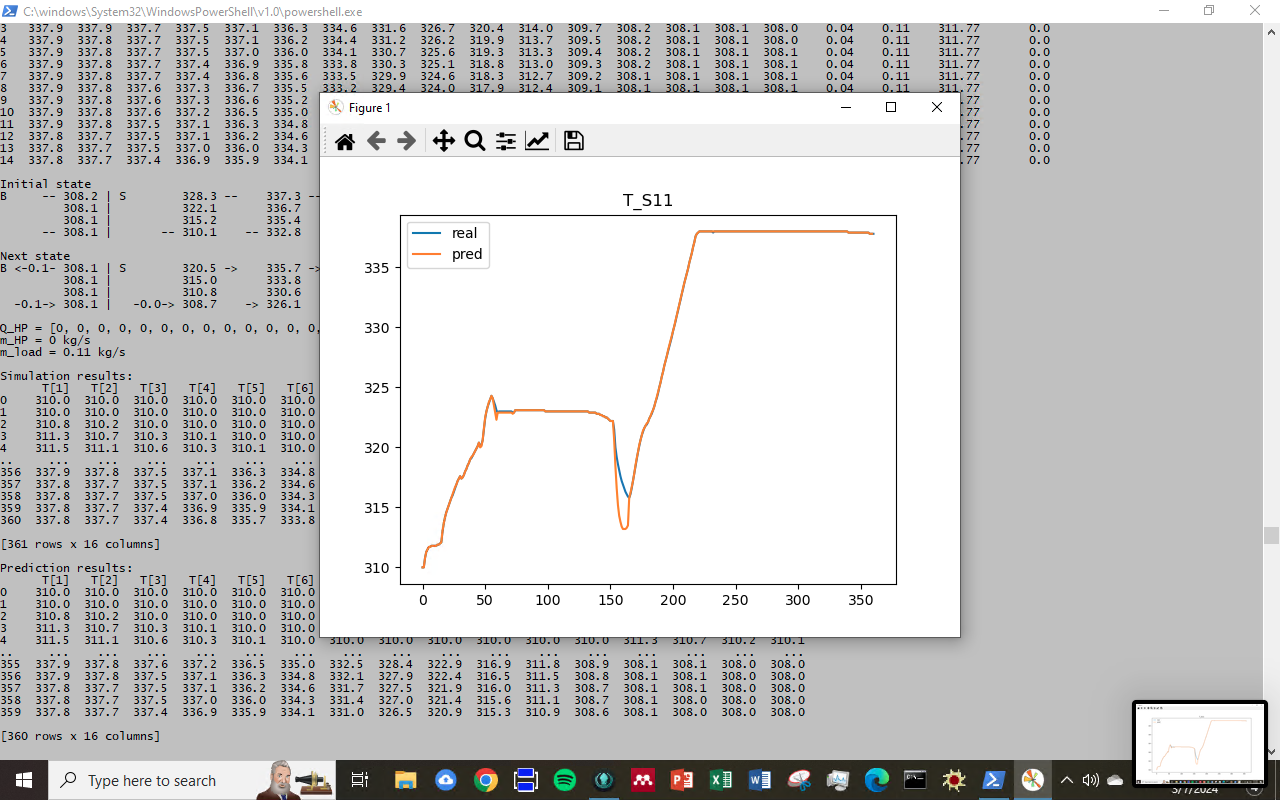 C:\windows\System32\WindowsPowerShell\v1.0\powershell.exe
3 337.9 337.9 337.7 337.5 337.1 336.3 334.6 331.6 326.7 320.4 314.0 309.7 308.2 308.1 308.1 308.0 0.04 0.11 311.77 0.0
4 337.9 337.8 337.7 337.5 337.1 336.2 334.4 331.2 326.2 319.9 313.7 309.5 308.2 308.1 308.1 308.0 0.04 0.11 311.77 0.0
5 337.9 337.8 337.7 337.5 337.0 336.0 334.1 330.7 325.6 319.3 313.3 309.4 308.2 308.1 308.1 308.0 0.04 0.11 311.77 0.0
6 337.9 337.8 337.7 337.4 336.9 335.8 333.8 330.3 325.1 318.8 313.0 309.3 308.2 308.1 308.1 308.0 0.04 0.11 311.77 0.0
7 337.9 337.8 337.7 337.4 336.8 335.6 333.5 329.9 324.6 318.3 312.7 309.2 308.1 308.1 308.1 308.0 0.04 0.11 311.77 0.0
8 337.9 337.8 337.6 337.3 336.7 335.5 333.2 329.4 324.0 317.9 312.4 309.1 308.1 308.1 308.0 308.0 0.04 0.11 311.77 0.0
9 337.9 337.8 337.6 337.3 336.6 335.2 .77 0.0
10 337.9 337.8 337.6 337.2 336.5 335.0 .77 0.0
11 337.9 337.8 337.5 337.1 336.3 334.8 .77 0.0
12 337.8 337.7 337.5 337.1 336.2 334.6 .77 0.0
13 337.8 337.7 337.5 337.0 336.0 334.3 .77 0.0
14 337.8 337.7 337.4 336.9 335.9 334.1 .77 0.0
Initial state
B -- 308.2 | S 328.3 -- 337.3 --
308.1 | 322.1 336.7
308.1 | 315.2 335.4
-- 308.1 | -- 310.1 -- 332.8
Next state
B <-0.1- 308.1 | S 320.5 -> 335.7 ->
308.1 | 315.0 333.8
308.1 | 310.8 330.6
-0.1-> 308.1 | -0.0-> 308.7 -> 326.1
Q_HP = [0, 0, 0, 0, 0, 0, 0, 0, 0, 0, 0, 0, 0,
m_HP = 0 kg/s
m_load = 0.11 kg/s
Simulation results:
T[1] T[2] T[3] T[4] T[5] T[6]
0 310.0 310.0 310.0 310.0 310.0 310.0
1 310.0 310.0 310.0 310.0 310.0 310.0
2 310.8 310.2 310.0 310.0 310.0 310.0
3 311.3 310.7 310.3 310.1 310.0 310.0
4 311.5 311.1 310.6 310.3 310.1 310.0
.. ... ... ... ... ... ...
356 337.9 337.8 337.5 337.1 336.3 334.8
357 337.8 337.7 337.5 337.1 336.2 334.6
358 337.8 337.7 337.5 337.0 336.0 334.3
359 337.8 337.7 337.4 336.9 335.9 334.1
360 337.8 337.7 337.4 336.8 335.7 333.8
[361 rows x 16 columns]
Prediction results:
T[1] T[2] T[3] T[4] T[5] T[6]
0 310.0 310.0 310.0 310.0 310.0 310.0
1 310.0 310.0 310.0 310.0 310.0 310.0
2 310.8 310.2 310.0 310.0 310.0 310.0
3 311.3 310.7 310.3 310.1 310.0 310.0
4 311.5 311.1 310.6 310.3 310.1 310.0 310.0 310.0 310.0 310.0 310.0 310.0 311.3 310.7 310.2 310.1
.. ... ... ... ... ... ... ... ... ... ... ... ... ... ... ... ...
355 337.9 337.8 337.6 337.2 336.5 335.0 332.5 328.4 322.9 316.9 311.8 308.9 308.1 308.1 308.0 308.0
356 337.9 337.8 337.5 337.1 336.3 334.8 332.1 327.9 322.4 316.5 311.5 308.8 308.1 308.1 308.0 308.0
357 337.8 337.7 337.5 337.1 336.2 334.6 331.7 327.5 321.9 316.0 311.3 308.7 308.1 308.1 308.0 308.0
358 337.8 337.7 337.5 337.0 336.0 334.3 331.4 327.0 321.4 315.6 311.1 308.7 308.1 308.0 308.0 308.0
359 337.8 337.7 337.4 336.9 335.9 334.1 331.0 326.5 320.9 315.3 310.9 308.6 308.1 308.0 308.0 308.0
[360 rows x 16 columns]
Figure 1
T_S11
real
pred
335
330
325
320
315
310
0 50 100 150 200 250 300 350
Type here to search
3/7/2024